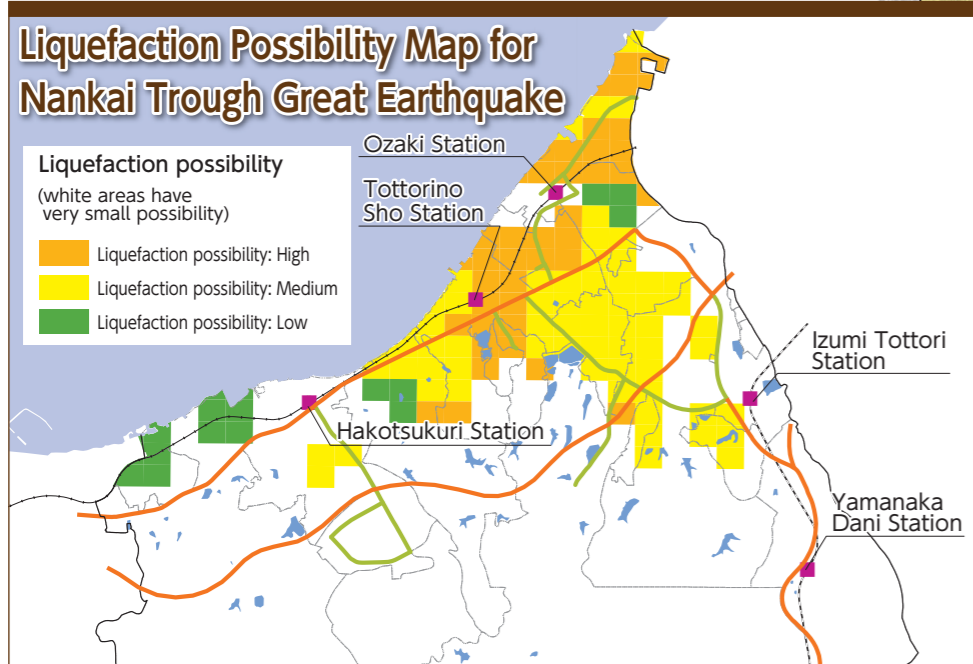 Liquefaction Possibility Map for
Nankai Trough Great Earthquake
Liquefaction possibility
(white areas have
very small possibility)
Liquefaction possibility: High
Liquefaction possibility: Medium
Liquefaction possibility: Low
Ozaki Station
Tottorino
Sho Station
Izumi Tottori
Station
Hakotsukuri Station
Yamanaka
Dani Station